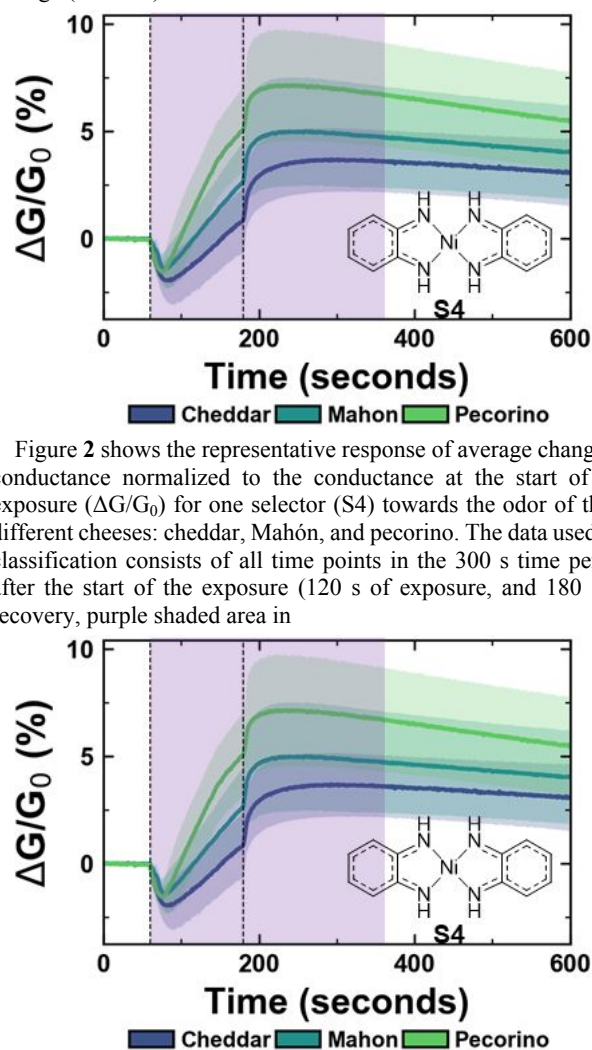 10
5
0
ΔG/G₀ (%)
H
H
N
N
Ni
N
N
H
H
S4
0 200 400 600
Time (seconds)
Cheddar Mahon Pecorino
Figure 2 shows the representative response of average chang
conductance normalized to the conductance at the start of
exposure (ΔG/G₀) for one selector (S4) towards the odor of th
different cheeses: cheddar, Mahón, and pecorino. The data used
classification consists of all time points in the 300 s time per
after the start of the exposure (120 s of exposure, and 180
recovery, purple shaded area in
10
5
0
ΔG/G₀ (%)
H
H
N
N
Ni
N
N
H
H
S4
0 200 400 600
Time (seconds)
Cheddar Mahon Pecorino